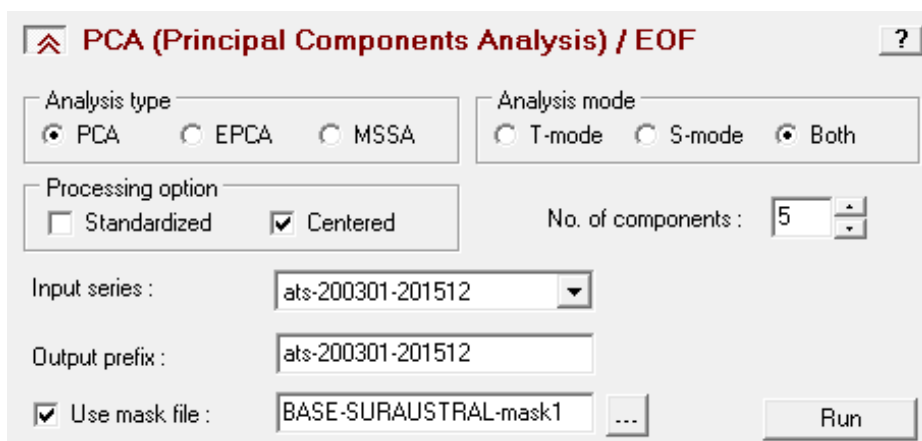 PCA (Principal Components Analysis) / EOF ?
Analysis type
PCA EPCA MSSA
Analysis mode
T-mode S-mode Both
Processing option
Standardized Centered
No. of components : 5
Input series : ats-200301-201512
Output prefix : ats-200301-201512
Use mask file : BASE-SURAUSTRAL-mask1 ...
Run